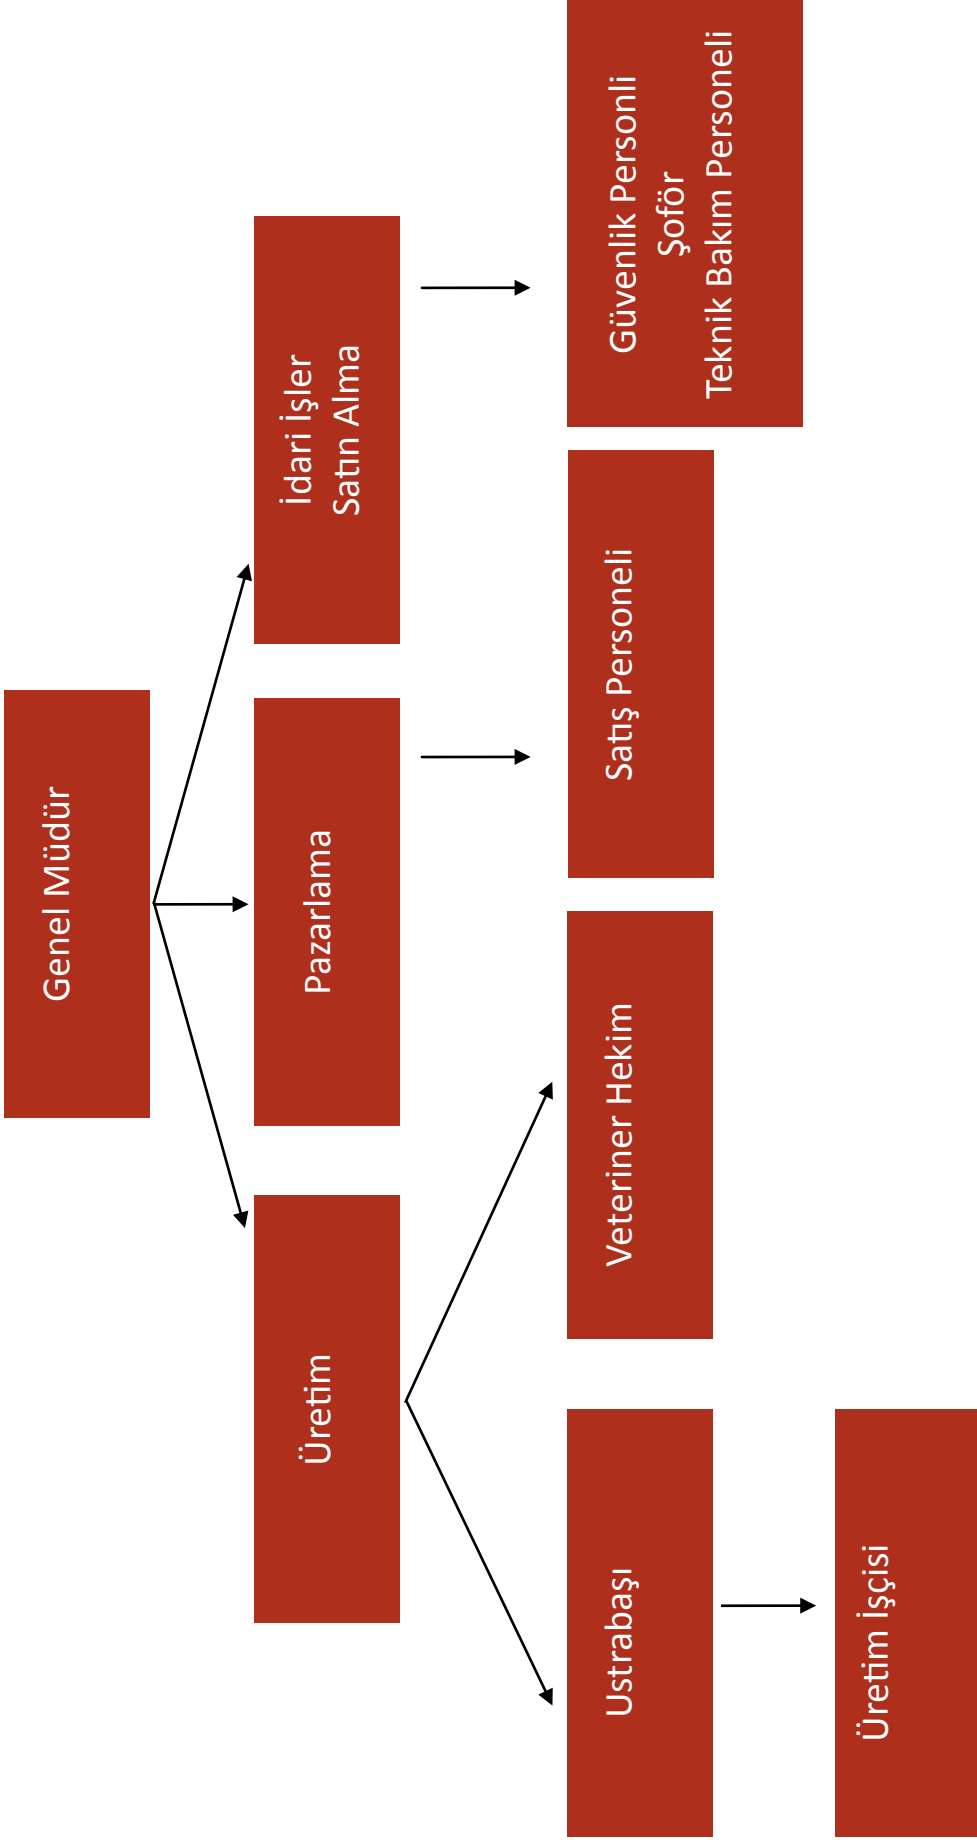 Genel Müdür
Üretim
Pazarlama
İdari İşler
Satın Alma
Ustrabaşı
Veteriner Hekim
Satış Personeli
Güvenlik Personli
Şoför
Teknik Bakım Personeli
Üretim İşçisi